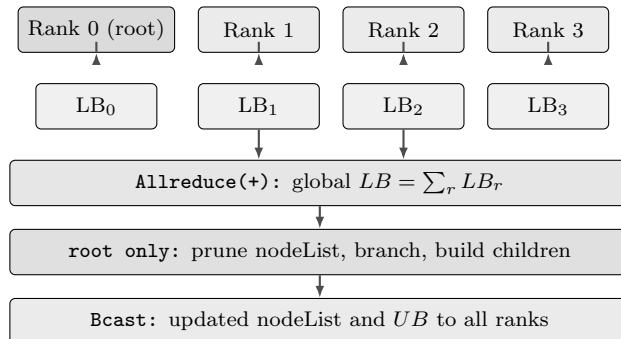 Rank 0 (root) Rank 1 Rank 2 Rank 3
LB₀ LB₁ LB₂ LB₃
Allreduce(+): global LB = ∑ᵣ LBᵣ
root only: prune nodeList, branch, build children
Bcast: updated nodeList and UB to all ranks